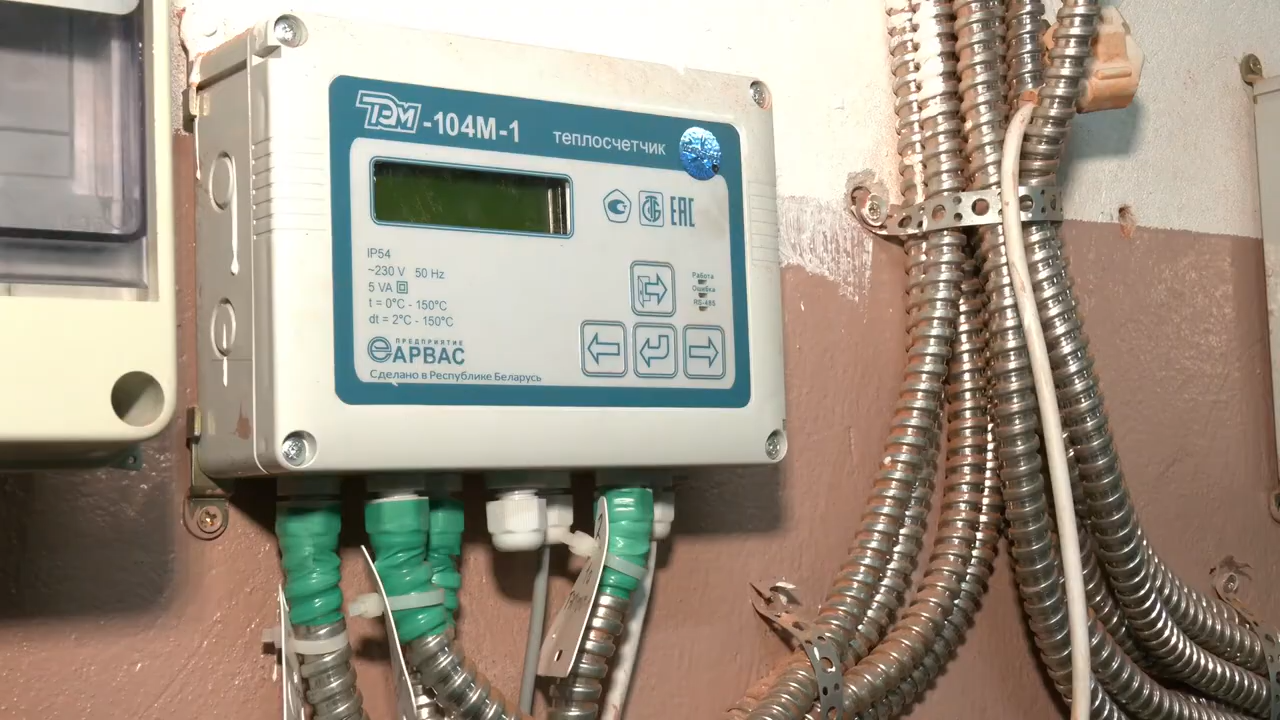 ТЭМ-104М-1
теплосчетчик
EAC
IP54
~230 V 50 Hz
5 VA
t = 0°C - 150°C
dt = 2°C - 150°C
Работа
Ошибка
RS-485
ПРЕДПРИЯТИЕ
АРВАС
Сделано в Республике Беларусь